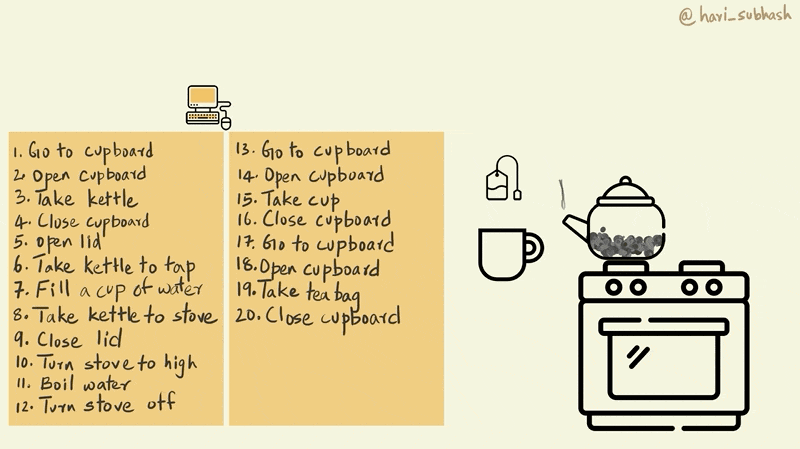 @hari_subhash
1. Go to cupboard
2. Open cupboard
3. Take kettle
4. Close cupboard
5. Open lid
6. Take kettle to tap
7. Fill a cup of water
8. Take kettle to stove
9. Close lid
10. Turn stove to high
11. Boil water
12. Turn stove off
13. Go to cupboard
14. Open cupboard
15. Take cup
16. Close cupboard
17. Go to cupboard
18. Open cupboard
19. Take tea bag
20. Close cupboard